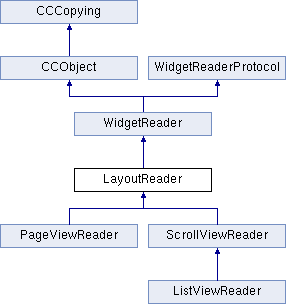 CCCopying
CCObject
WidgetReaderProtocol
WidgetReader
LayoutReader
PageViewReader
ScrollViewReader
ListViewReader